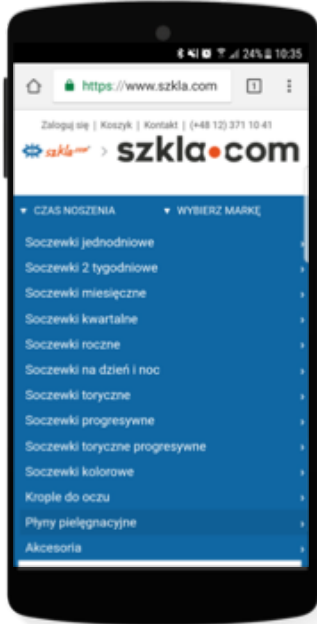 24% 10:35
https://www.szkla.com 1
Zaloguj się | Koszyk | Kontakt | (+48 12) 371 10 41
szkla.com > szkla.com
▼ CZAS NOSZENIA ▼ WYBIERZ MARKĘ
Soczewki jednodniowe
Soczewki 2 tygodniowe
Soczewki miesięczne
Soczewki kwartalne
Soczewki roczne
Soczewki na dzień i noc
Soczewki toryczne
Soczewki progresywne
Soczewki toryczne progresywne
Soczewki kolorowe
Krople do oczu
Płyny pielęgnacyjne
Akcesoria